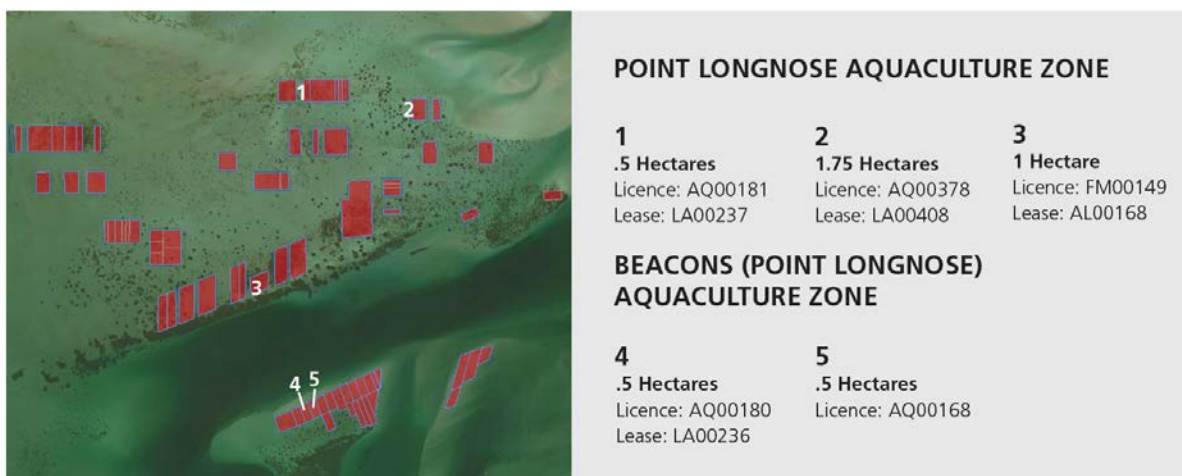 1
2
3
4 5
POINT LONGNOSE AQUACULTURE ZONE
1
.5 Hectares
Licence: AQ00181
Lease: LA00237
2
1.75 Hectares
Licence: AQ00378
Lease: LA00408
3
1 Hectare
Licence: FM00149
Lease: AL00168
BEACONS (POINT LONGNOSE)
AQUACULTURE ZONE
4
.5 Hectares
Licence: AQ00180
Lease: LA00236
5
.5 Hectares
Licence: AQ00168